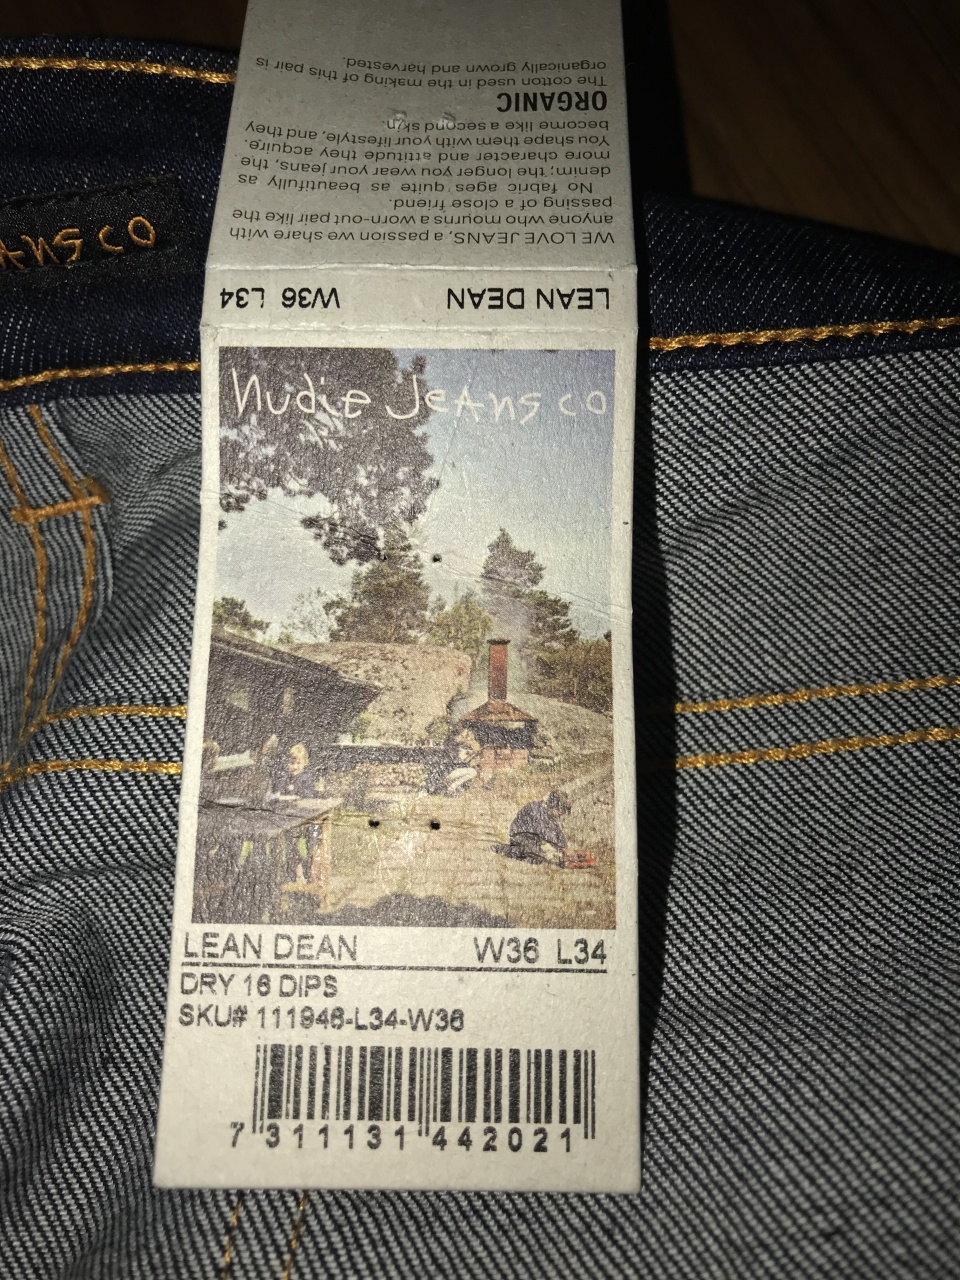 ANS CO
The cotton used in the making of this pair is
organically grown and harvested.
ORGANIC
WE LOVE JEANS, a passion we share with
anyone who mourns a worn-out pair like the
passing of a close friend.
No fabric ages quite as beautifully as
denim; the longer you wear your jeans, the
more character and attitude they acquire.
You shape them with your lifestyle, and they
become like a second skin.
LEAN DEAN W36 L34
nudie Jeans co
LEAN DEAN W36 L34
DRY 16 DIPS
SKU# 111946-L34-W36
7 311131 442021